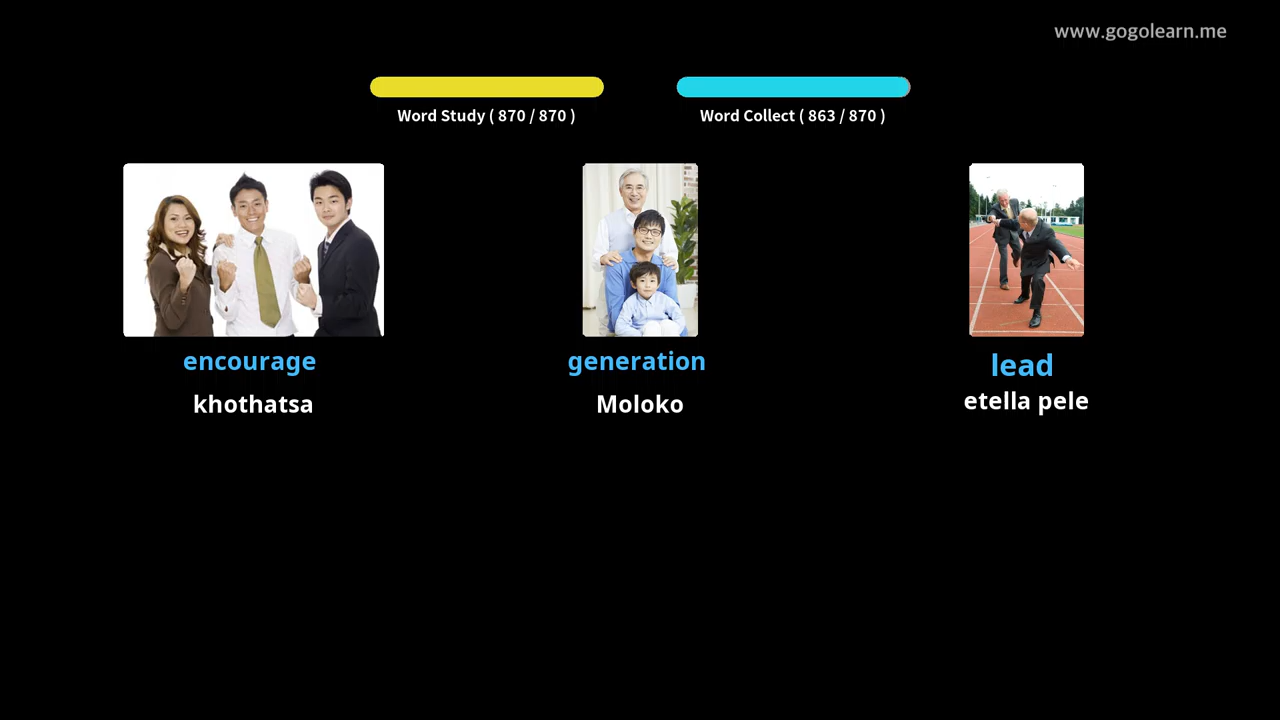 www.gogolearn.me
Word Study ( 870 / 870 )
Word Collect ( 863 / 870 )
encourage
khothatsa
generation
Moloko
lead
etella pele